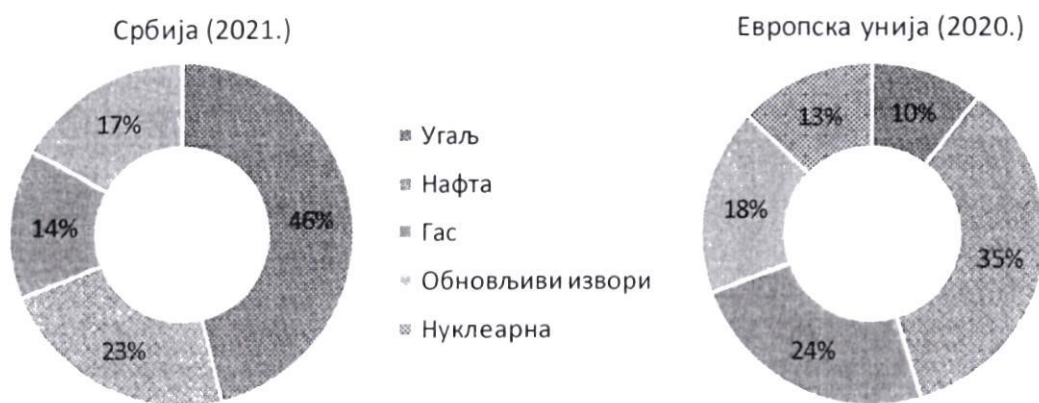 Србија (2021.)
17%
46%
14%
23%
Угаљ
Нафта
Гас
Обновљиви извори
Нуклеарна
Европска унија (2020.)
13%
10%
18%
35%
24%